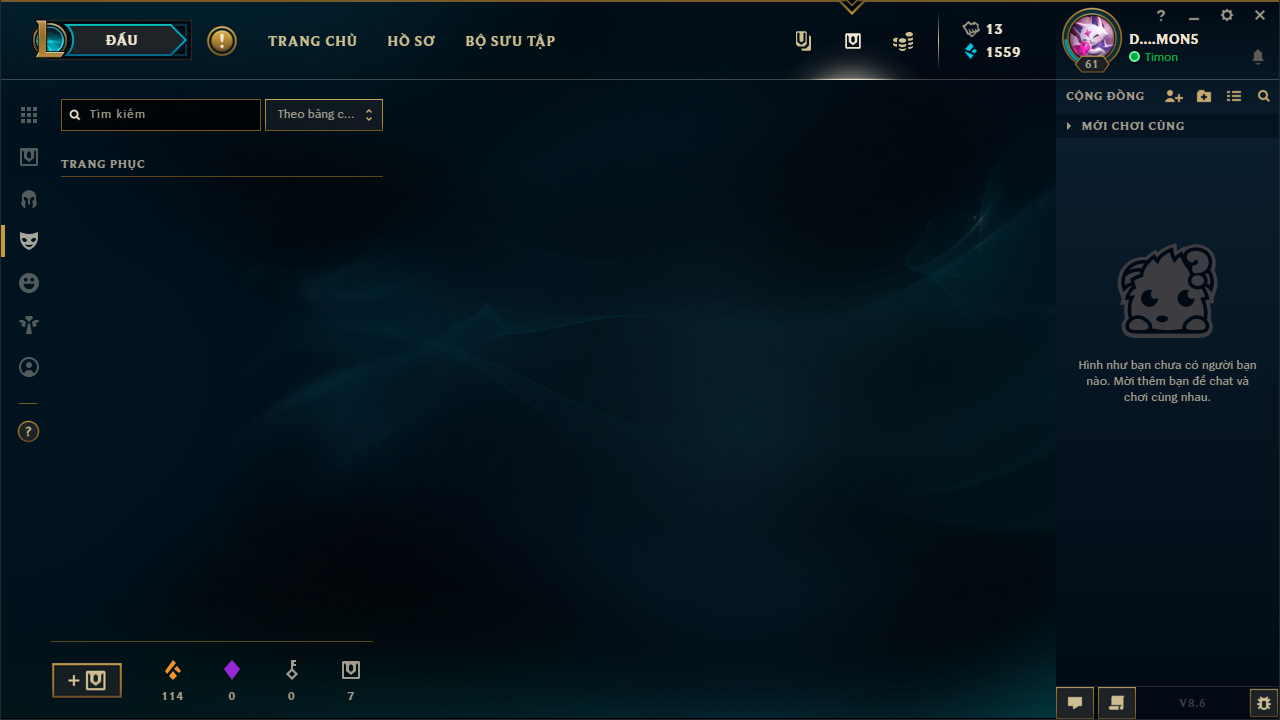 ĐẤU
TRANG CHỦ
HỒ SƠ
BỘ SƯU TẬP
13
1559
61
D....MON5
Timon
CỘNG ĐỒNG
MỚI CHƠI CÙNG
Tìm kiếm
Theo bảng c...
TRANG PHỤC
Hình như bạn chưa có người bạn
nào. Mời thêm bạn để chat và
chơi cùng nhau.
114
0
0
7
V8.6